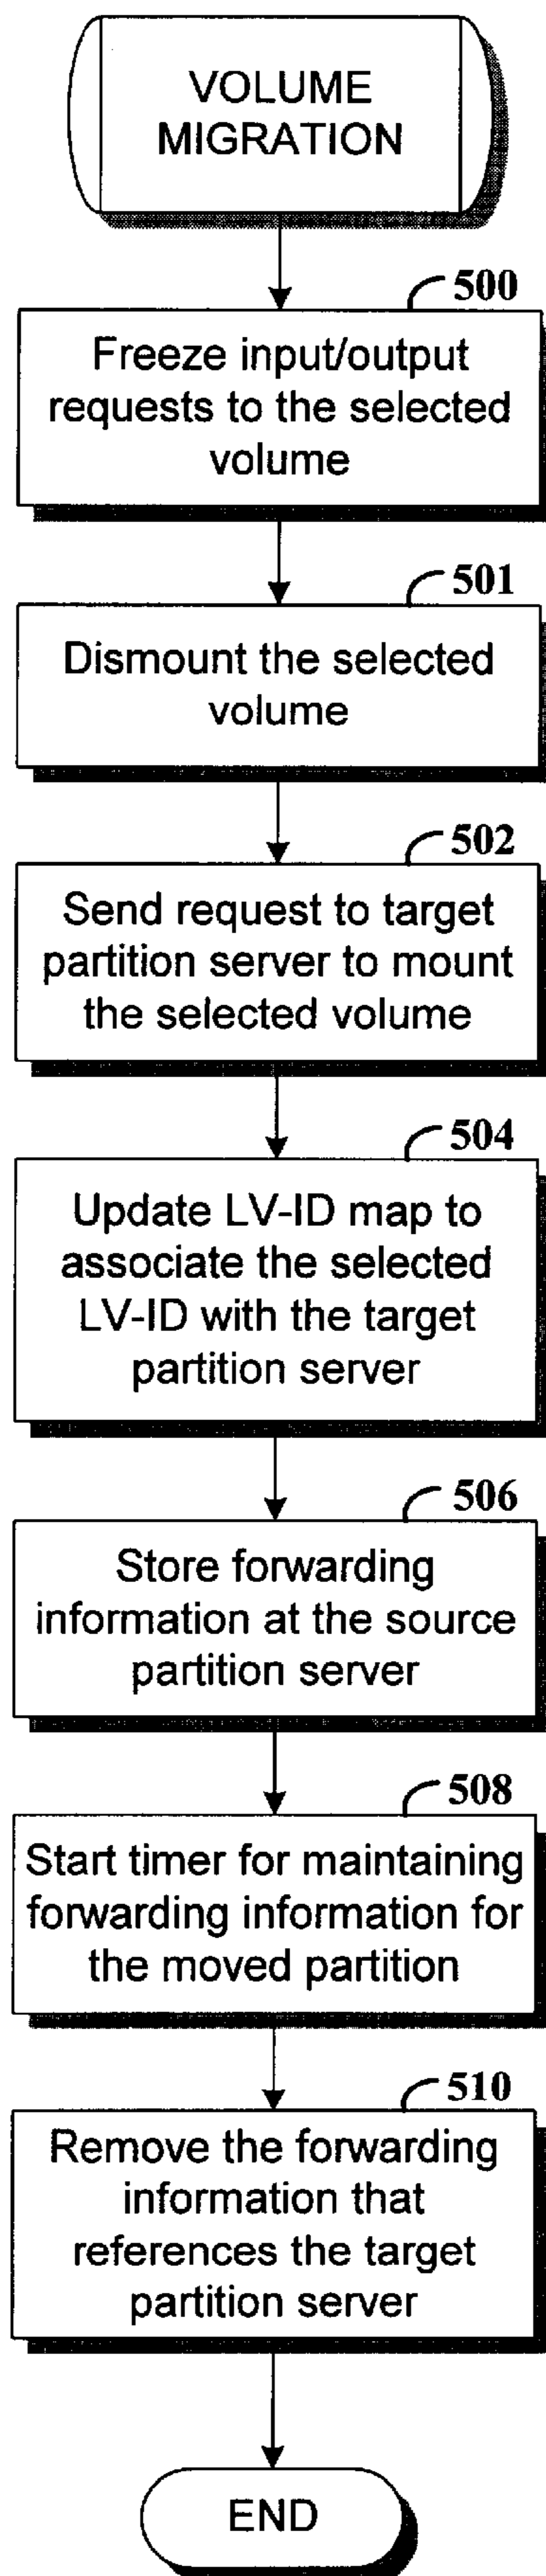 VOLUME
MIGRATION
500
Freeze input/output
requests to the selected
volume
501
Dismount the selected
volume
502
Send request to target
partition server to mount
the selected volume
504
Update LV-ID map to
associate the selected
LV-ID with the target
partition server
506
Store forwarding
information at the source
partition server
508
Start timer for maintaining
forwarding information for
the moved partition
510
Remove the forwarding
information that
references the target
partition server
END